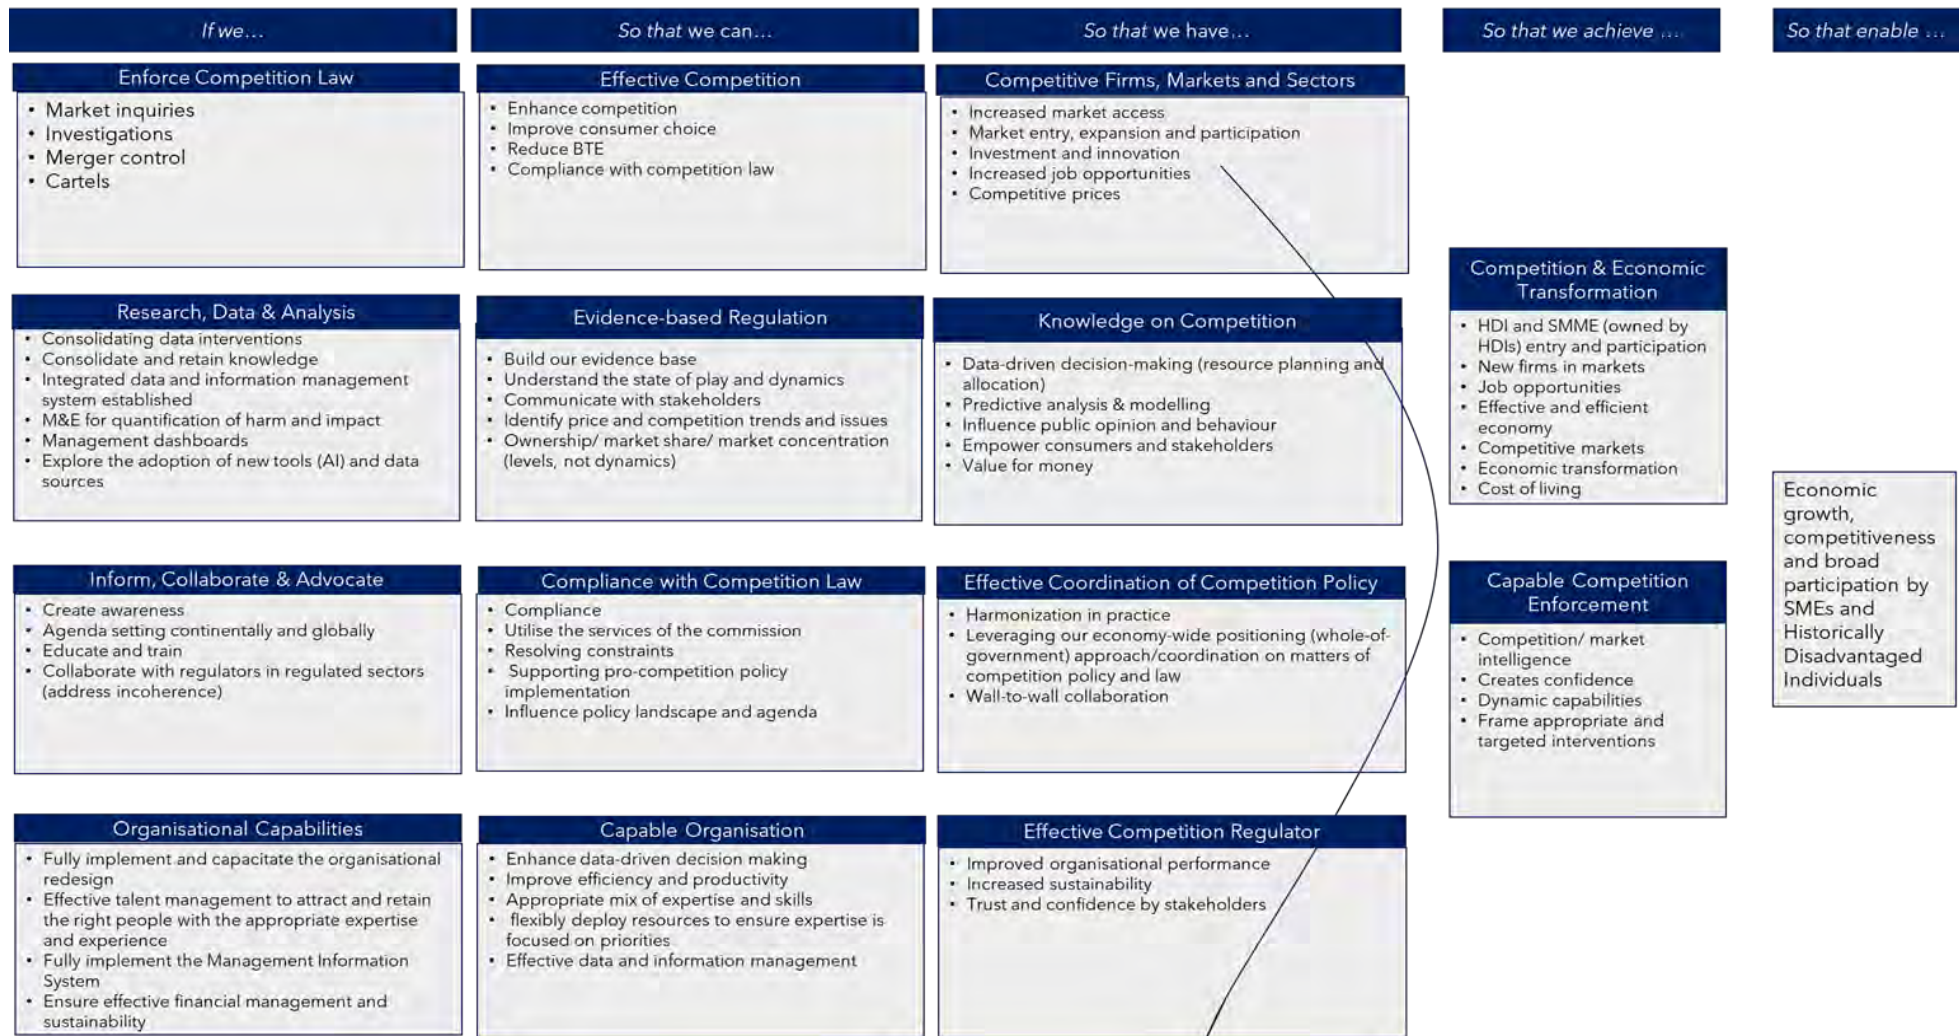 If we…
So that we can…
So that we have…
So that we achieve ….
So that enable …
Enforce Competition Law
• Market inquiries
• Investigations
• Merger control
• Cartels
Effective Competition
• Enhance competition
• Improve consumer choice
• Reduce BTE
• Compliance with competition law
Competitive Firms, Markets and Sectors
• Increased market access
• Market entry, expansion and participation
• Investment and innovation
• Increased job opportunities
• Competitive prices
Research, Data & Analysis
• Consolidating data interventions
• Consolidate and retain knowledge
• Integrated data and information management
system established
• M&E for quantification of harm and impact
• Management dashboards
• Explore the adoption of new tools (AI) and data
sources
Evidence-based Regulation
• Build our evidence base
• Understand the state of play and dynamics
• Communicate with stakeholders
• Identify price and competition trends and issues
• Ownership/ market share/ market concentration
(levels, not dynamics)
Knowledge on Competition
• Data-driven decision-making (resource planning and
allocation)
• Predictive analysis & modelling
• Influence public opinion and behaviour
• Empower consumers and stakeholders
• Value for money
Competition & Economic
Transformation
• HDI and SMME (owned by
HDIs) entry and participation
• New firms in markets
• Job opportunities
• Effective and efficient
economy
• Competitive markets
• Economic transformation
• Cost of living
Inform, Collaborate & Advocate
• Create awareness
• Agenda setting continentally and globally
• Educate and train
• Collaborate with regulators in regulated sectors
(address incoherence)
Compliance with Competition Law
• Compliance
• Utilise the services of the commission
• Resolving constraints
• Supporting pro-competition policy
implementation
• Influence policy landscape and agenda
Effective Coordination of Competition Policy
• Harmonization in practice
• Leveraging our economy-wide positioning (whole-of-
government) approach/coordination on matters of
competition policy and law
• Wall-to-wall collaboration
Capable Competition
Enforcement
• Competition/ market
intelligence
• Creates confidence
• Dynamic capabilities
• Frame appropriate and
targeted interventions
Economic
growth,
competitiveness
and broad
participation by
SMEs and
Historically
Disadvantaged
Individuals
Organisational Capabilities
• Fully implement and capacitate the organisational
redesign
• Effective talent management to attract and retain
the right people with the appropriate expertise
and experience
• Fully implement the Management Information
System
• Ensure effective financial management and
sustainability
Capable Organisation
• Enhance data-driven decision making
• Improve efficiency and productivity
• Appropriate mix of expertise and skills
• flexibly deploy resources to ensure expertise is
focused on priorities
• Effective data and information management
Effective Competition Regulator
• Improved organisational performance
• Increased sustainability
• Trust and confidence by stakeholders